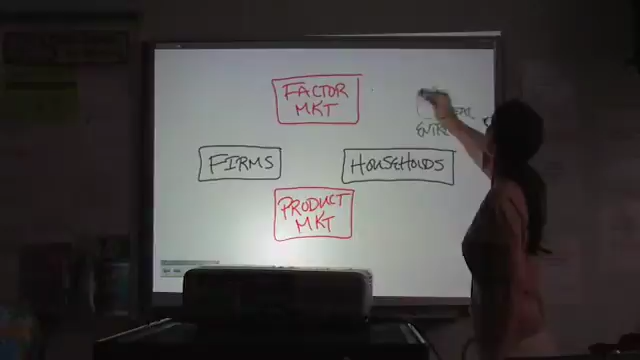 FACTOR
MKT
FIRMS
HOUSEHOLDS
PRODUCT
MKT